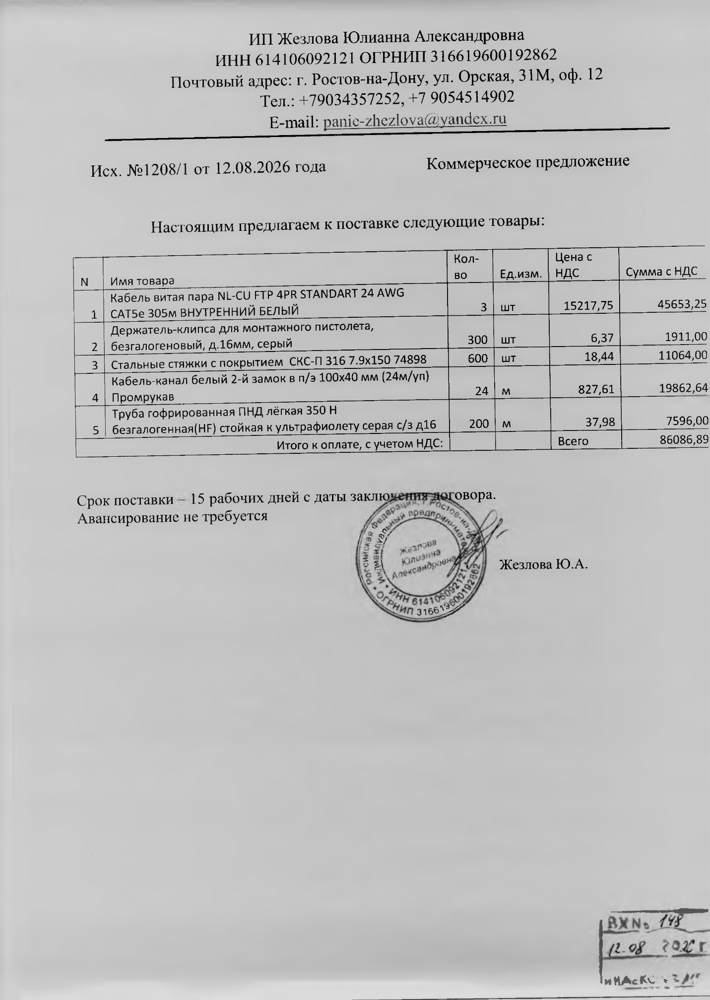 ИП Жезлова Юлианна Александровна
ИНН 614106092121 ОГРНИП 316619600192862
Почтовый адрес: г. Ростов-на-Дону, ул. Орская, 31М, оф. 12
Тел.: +79034357252, +7 9054514902
E-mail: panie-zhezlova@yandex.ru
Исх. №1208/1 от 12.08.2026 года Коммерческое предложение
Настоящим предлагаем к поставке следующие товары:
N Имя товара Кол-во Ед.изм. Цена с НДС Сумма с НДС
Кабель витая пара NL-CU FTP 4PR STANDART 24 AWG
1 CAT5e 305м ВНУТРЕННИЙ БЕЛЫЙ 3 шт 15217,75 45653,25
Держатель-клипса для монтажного пистолета,
2 безгалогеновый, д.16мм, серый 300 шт 6,37 1911,00
3 Стальные стяжки с покрытием СКС-П 316 7.9х150 74898 600 шт 18,44 11064,00
Кабель-канал белый 2-й замок в п/э 100х40 мм (24м/уп)
4 Промрукав 24 м 827,61 19862,64
Труба гофрированная ПНД лёгкая 350 Н
5 безгалогенная(HF) стойкая к ультрафиолету серая с/з д16 200 м 37,98 7596,00
Итого к оплате, с учетом НДС: Всего 86086,89
Срок поставки – 15 рабочих дней с даты заключения договора.
Авансирование не требуется
Российская Федерация, г. Ростов-на-Дону
Индивидуальный предприниматель
Жезлова
Юлианна
Александровна
ИНН 614106092121
ОГРНИП 316619600192862
Жезлова Ю.А.
ВХ № 148
12.08 2026 г